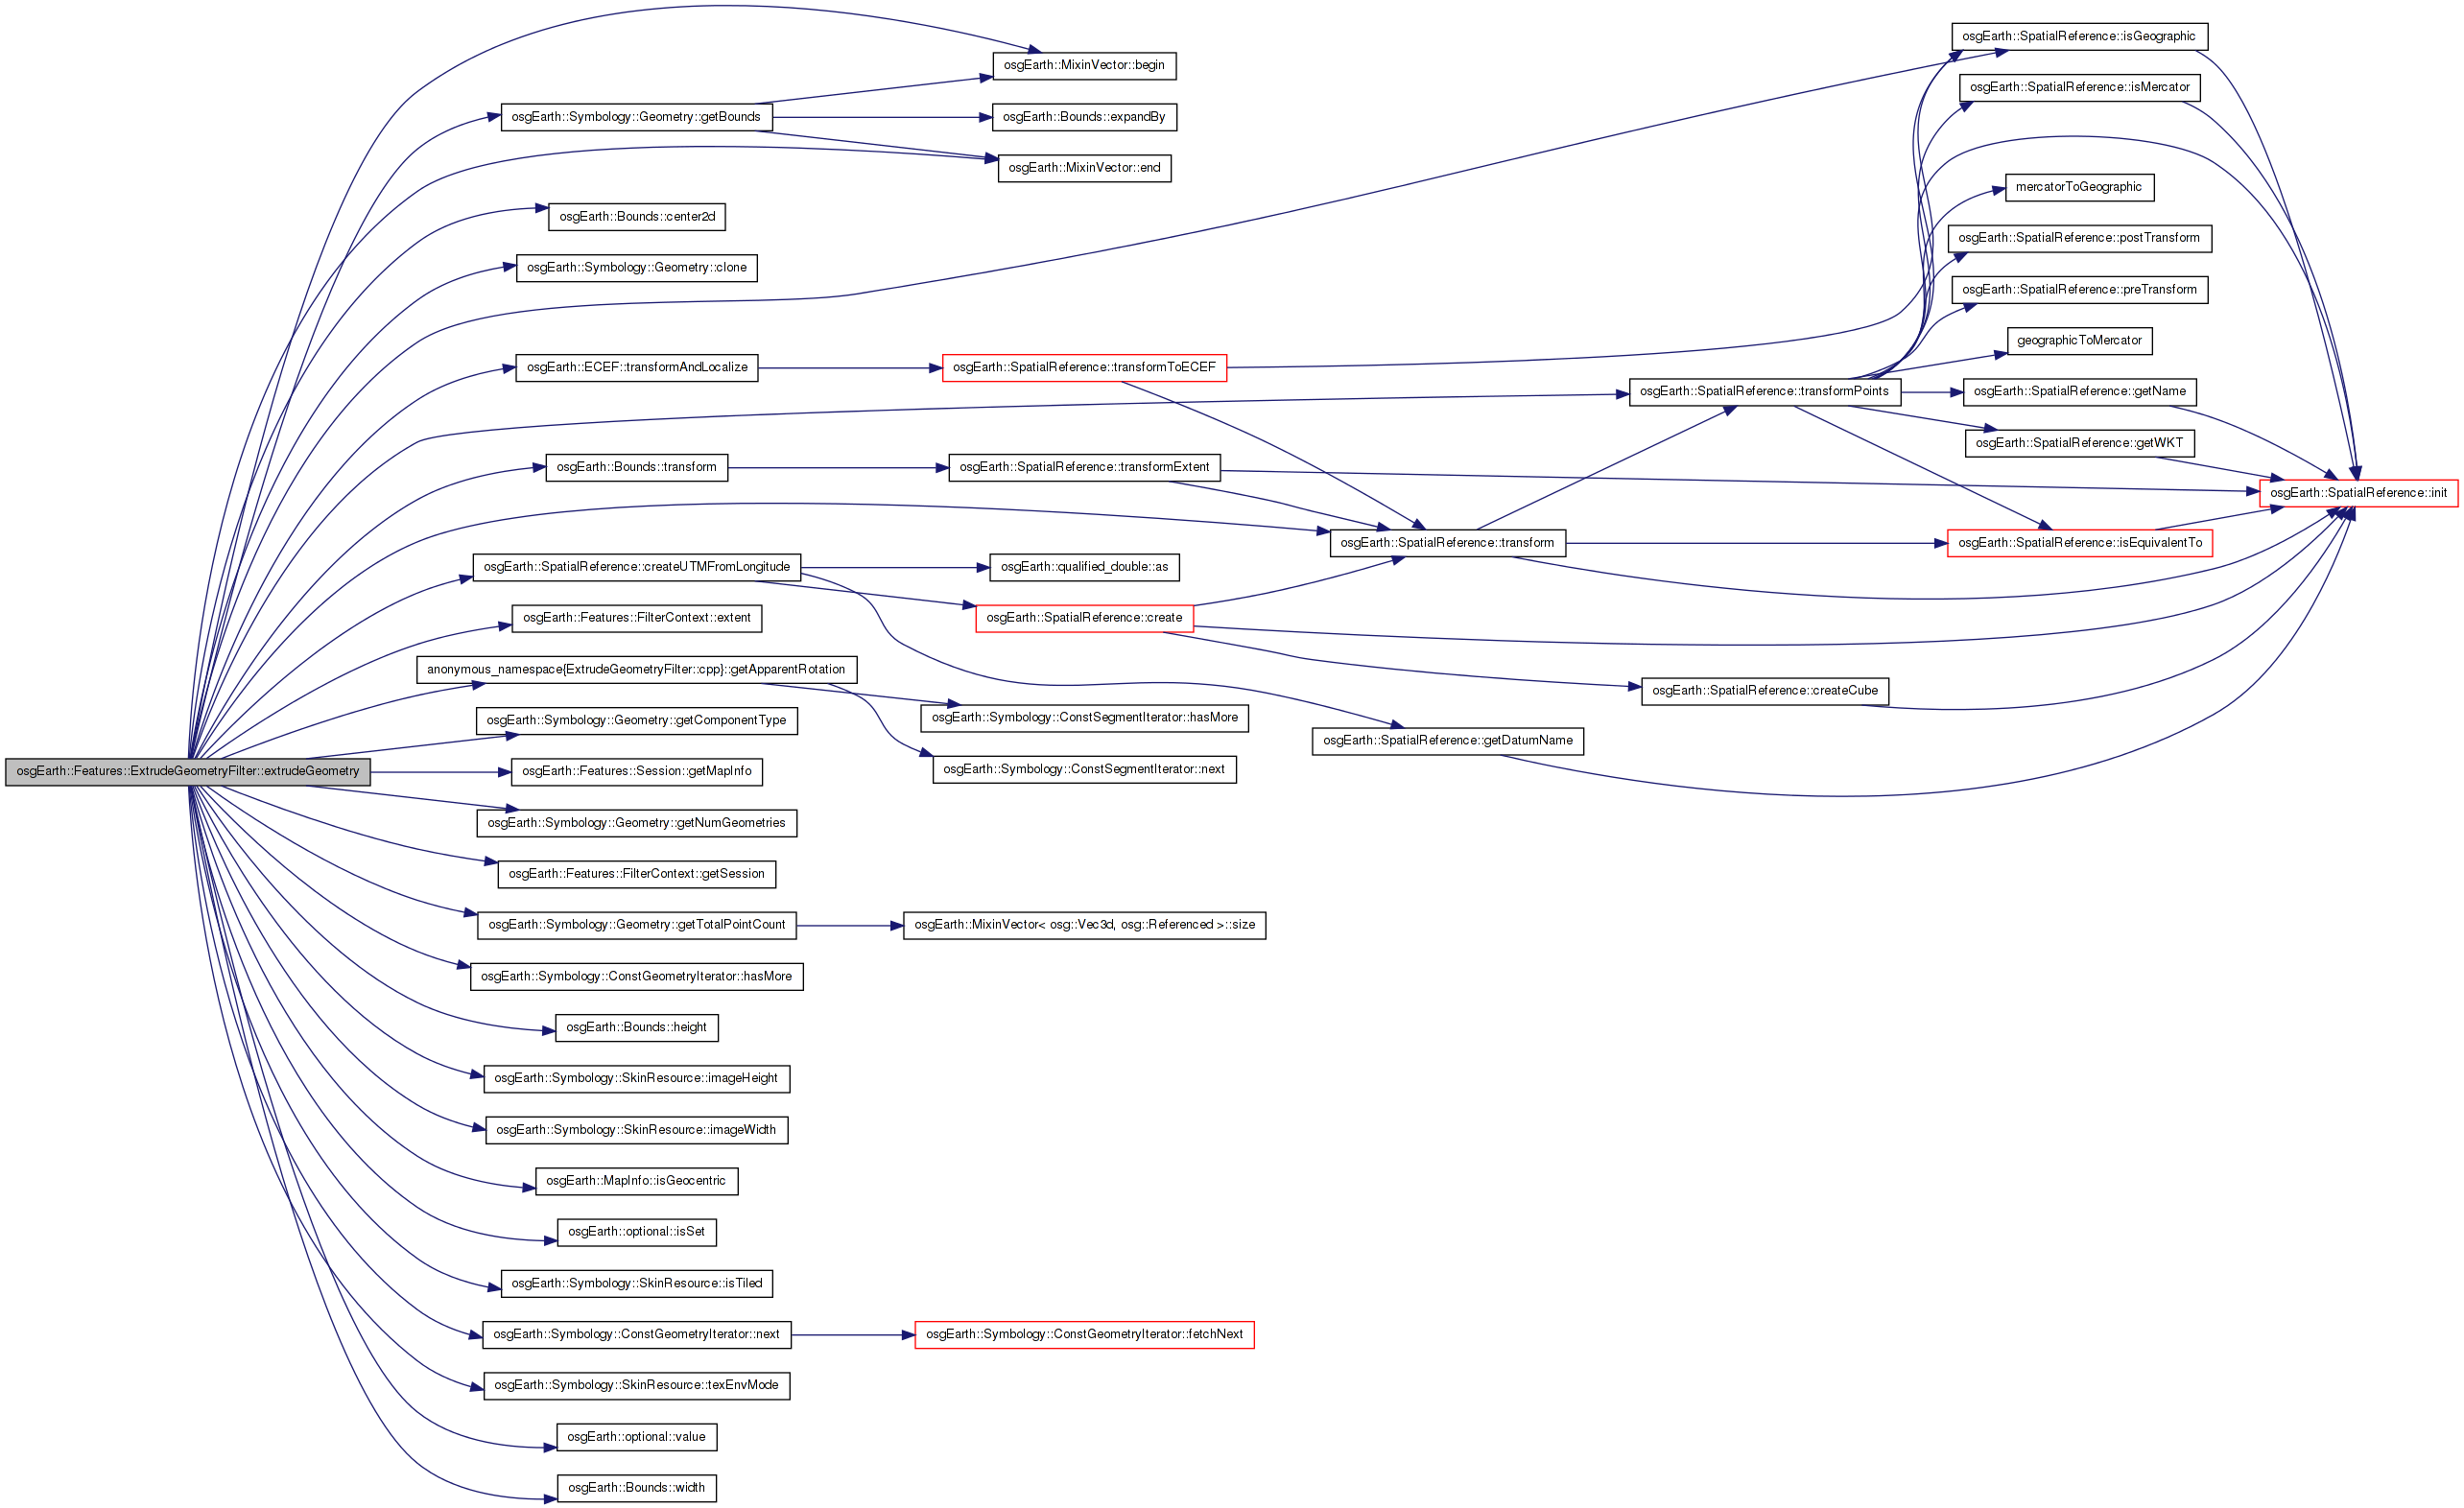 osgEarth::Features::ExtrudeGeometryFilter::extrudeGeometry
osgEarth::MixinVector::begin
osgEarth::Symbology::Geometry::getBounds
osgEarth::Bounds::expandBy
osgEarth::MixinVector::end
osgEarth::Bounds::center2d
osgEarth::Symbology::Geometry::clone
osgEarth::ECEF::transformAndLocalize
osgEarth::SpatialReference::transformToECEF
osgEarth::Bounds::transform
osgEarth::SpatialReference::transformExtent
osgEarth::SpatialReference::createUTMFromLongitude
osgEarth::qualified_double::as
osgEarth::SpatialReference::create
osgEarth::Features::FilterContext::extent
anonymous_namespace{ExtrudeGeometryFilter::cpp}::getApparentRotation
osgEarth::Symbology::ConstSegmentIterator::hasMore
osgEarth::Symbology::ConstSegmentIterator::next
osgEarth::Symbology::Geometry::getComponentType
osgEarth::Features::Session::getMapInfo
osgEarth::Symbology::Geometry::getNumGeometries
osgEarth::Features::FilterContext::getSession
osgEarth::Symbology::Geometry::getTotalPointCount
osgEarth::MixinVector< osg::Vec3d, osg::Referenced >::size
osgEarth::Symbology::ConstGeometryIterator::hasMore
osgEarth::Bounds::height
osgEarth::Symbology::SkinResource::imageHeight
osgEarth::Symbology::SkinResource::imageWidth
osgEarth::MapInfo::isGeocentric
osgEarth::optional::isSet
osgEarth::Symbology::SkinResource::isTiled
osgEarth::Symbology::ConstGeometryIterator::next
osgEarth::Symbology::ConstGeometryIterator::fetchNext
osgEarth::Symbology::SkinResource::texEnvMode
osgEarth::optional::value
osgEarth::Bounds::width
osgEarth::SpatialReference::transform
osgEarth::SpatialReference::getDatumName
osgEarth::SpatialReference::transformPoints
osgEarth::SpatialReference::createCube
osgEarth::SpatialReference::isGeographic
osgEarth::SpatialReference::isMercator
mercatorToGeographic
osgEarth::SpatialReference::postTransform
osgEarth::SpatialReference::preTransform
geographicToMercator
osgEarth::SpatialReference::getName
osgEarth::SpatialReference::getWKT
osgEarth::SpatialReference::isEquivalentTo
osgEarth::SpatialReference::init